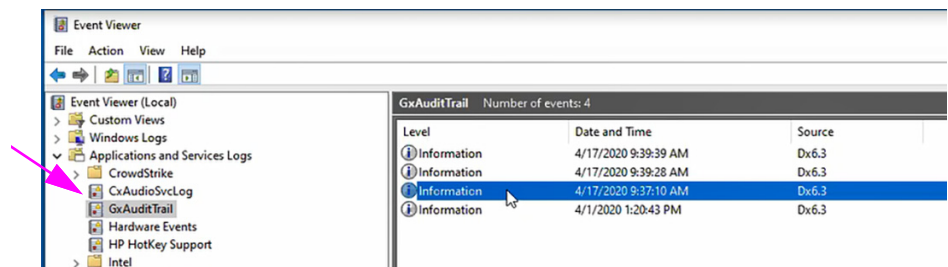 Event Viewer
File Action View Help
Event Viewer (Local)
Custom Views
Windows Logs
Applications and Services Logs
CrowdStrike
CxAudioSvcLog
GxAuditTrail
Hardware Events
HP HotKey Support
Intel
GxAuditTrail Number of events: 4
Level Date and Time Source
Information 4/17/2020 9:39:39 AM Dx6.3
Information 4/17/2020 9:39:28 AM Dx6.3
Information 4/17/2020 9:37:10 AM Dx6.3
Information 4/1/2020 1:20:43 PM Dx6.3